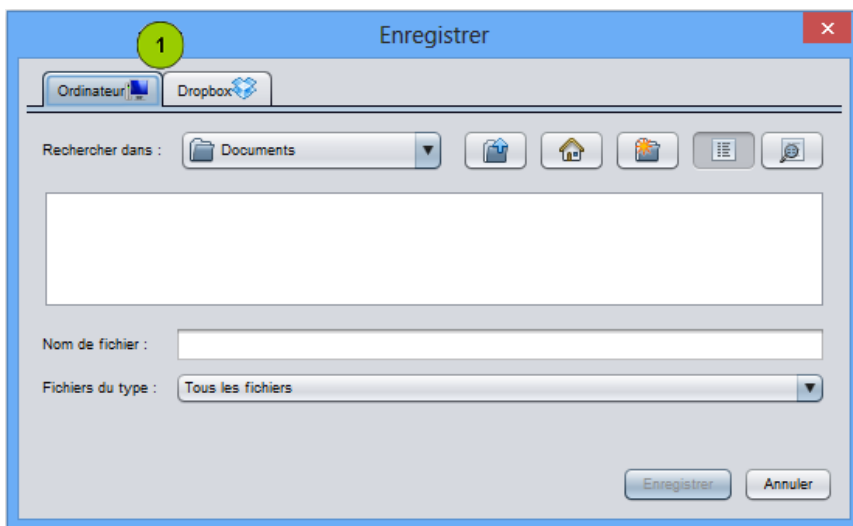 Enregistrer
1
Ordinateur Dropbox
Rechercher dans : Documents
Nom de fichier :
Fichiers du type : Tous les fichiers
Enregistrer Annuler